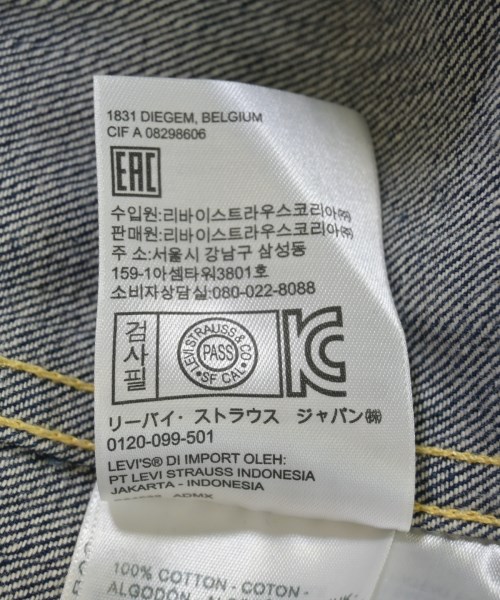 1831 DIEGEM, BELGIUM
CIF A 08298606
EAC
수입원:리바이스트라우스코리아㈜
판매원:리바이스트라우스코리아㈜
주 소:서울시 강남구 삼성동
159-1아셈타워3801호
소비자상담실:080-022-8088
검사필
LEVI STRAUSS & CO
PASS
SF CAL
리ーバイ・ストラウス ジャパン㈱
0120-099-501
LEVI'S® DI IMPORT OLEH:
PT LEVI STRAUSS INDONESIA
JAKARTA - INDONESIA
ADMX
100% COTTON - COTON -
ALGODÓN -